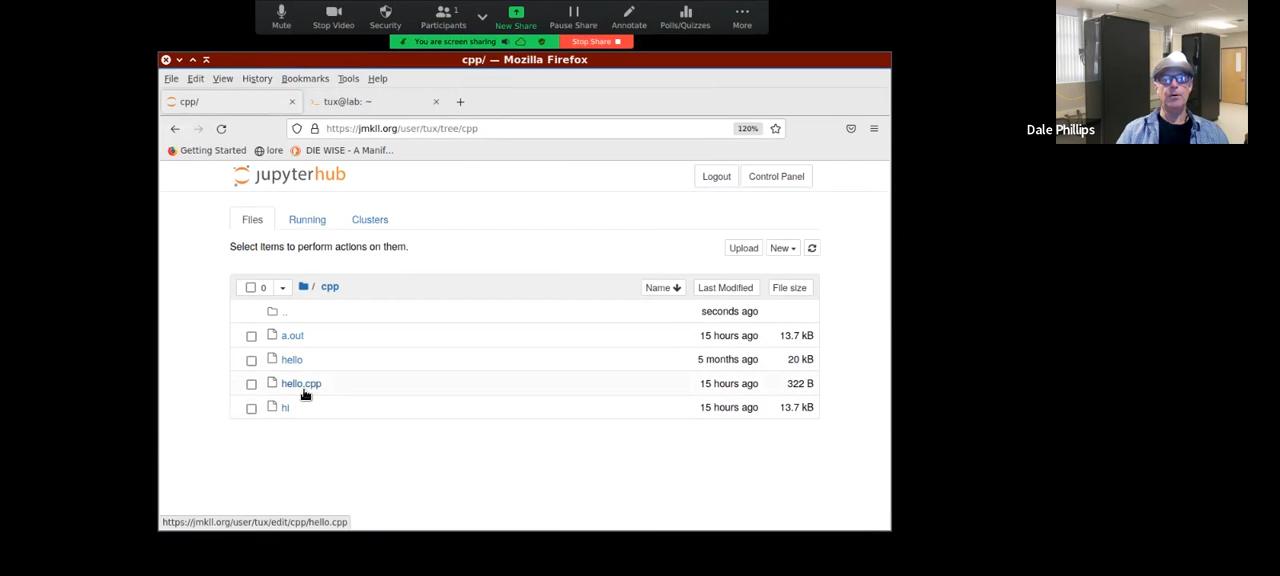 Mute Stop Video Security Participants 1 New Share Pause Share Annotate Polls/Quizzes More
You are screen sharing Stop Share
cpp/ — Mozilla Firefox
File Edit View History Bookmarks Tools Help
cpp/ tux@lab: ~
https://jmkll.org/user/tux/tree/cpp 120%
Getting Started lore DIE WISE - A Manif...
jupyterhub Logout Control Panel
Files Running Clusters
Select items to perform actions on them. Upload New
0 / cpp Name Last Modified File size
.. seconds ago
a.out 15 hours ago 13.7 kB
hello 5 months ago 20 kB
hello.cpp 15 hours ago 322 B
hi 15 hours ago 13.7 kB
https://jmkll.org/user/tux/edit/cpp/hello.cpp
Dale Phillips